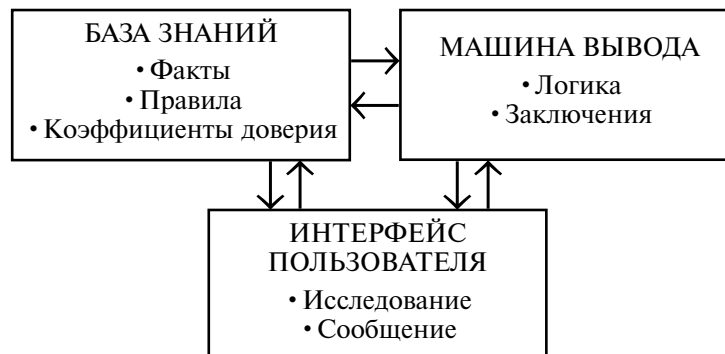 БАЗА ЗНАНИЙ
• Факты
• Правила
• Коэффициенты доверия
МАШИНА ВЫВОДА
• Логика
• Заключения
ИНТЕРФЕЙС
ПОЛЬЗОВАТЕЛЯ
• Исследование
• Сообщение